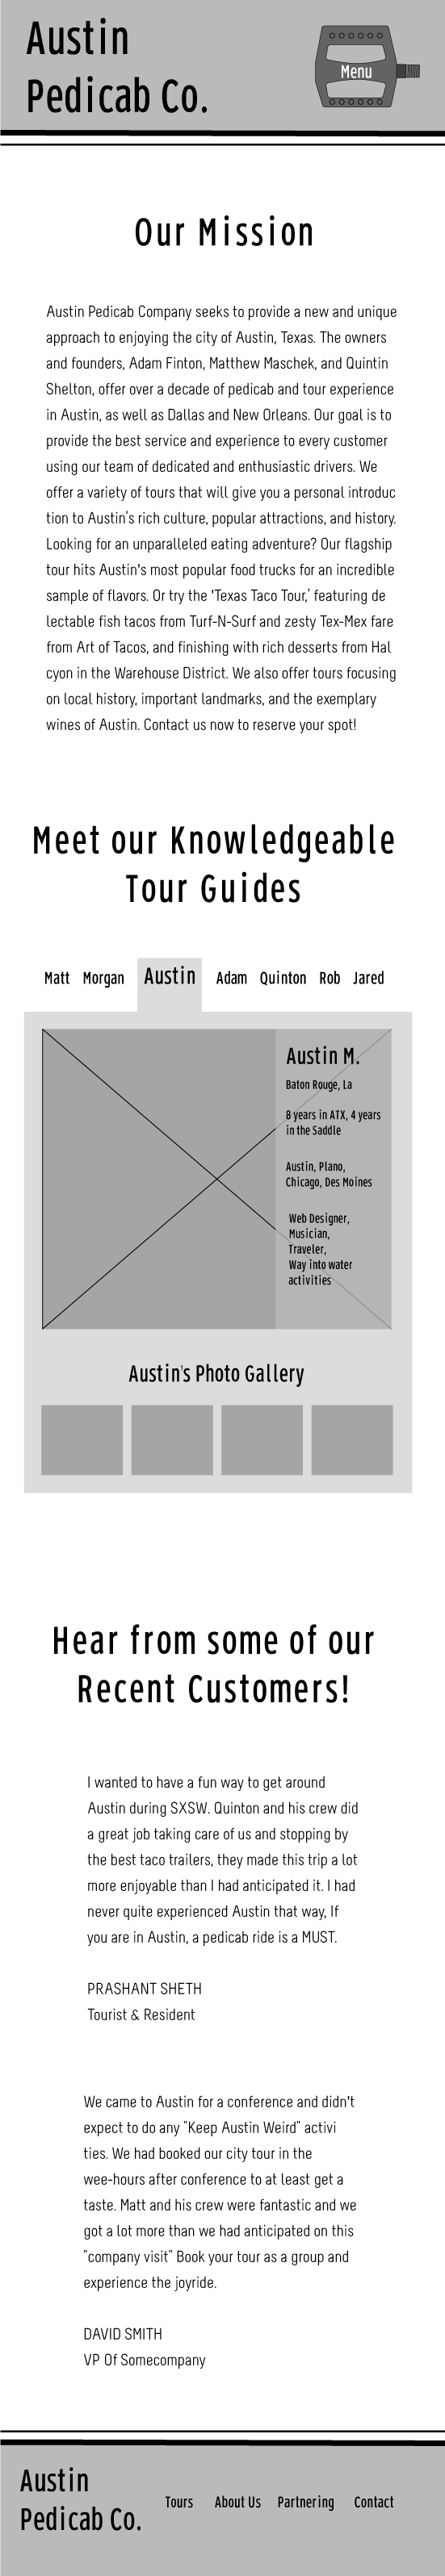 Austin
Pedicab Co.
Menu
Our Mission
Austin Pedicab Company seeks to provide a new and unique
approach to enjoying the city of Austin, Texas. The owners
and founders, Adam Finton, Matthew Maschek, and Quintin
Shelton, offer over a decade of pedicab and tour experience
in Austin, as well as Dallas and New Orleans. Our goal is to
provide the best service and experience to every customer
using our team of dedicated and enthusiastic drivers. We
offer a variety of tours that will give you a personal introduc
tion to Austin's rich culture, popular attractions, and history.
Looking for an unparalleled eating adventure? Our flagship
tour hits Austin's most popular food trucks for an incredible
sample of flavors. Or try the 'Texas Taco Tour,' featuring de
lectable fish tacos from Turf-N-Surf and zesty Tex-Mex fare
from Art of Tacos, and finishing with rich desserts from Hal
cyon in the Warehouse District. We also offer tours focusing
on local history, important landmarks, and the exemplary
wines of Austin. Contact us now to reserve your spot!
Meet our Knowledgeable
Tour Guides
Matt Morgan Austin Adam Quinton Rob Jared
Austin M.
Baton Rouge, La
8 years in ATX, 4 years
in the Saddle
Austin, Plano,
Chicago, Des Moines
Web Designer,
Musician,
Traveler,
Way into water
activities
Austin's Photo Gallery
Hear from some of our
Recent Customers!
I wanted to have a fun way to get around
Austin during SXSW. Quinton and his crew did
a great job taking care of us and stopping by
the best taco trailers, they made this trip a lot
more enjoyable than I had anticipated it. I had
never quite experienced Austin that way, If
you are in Austin, a pedicab ride is a MUST.
PRASHANT SHETH
Tourist & Resident
We came to Austin for a conference and didn't
expect to do any "Keep Austin Weird" activi
ties. We had booked our city tour in the
wee-hours after conference to at least get a
taste. Matt and his crew were fantastic and we
got a lot more than we had anticipated on this
"company visit" Book your tour as a group and
experience the joyride.
DAVID SMITH
VP Of Somecompany
Austin
Pedicab Co.
Tours About Us Partnering Contact